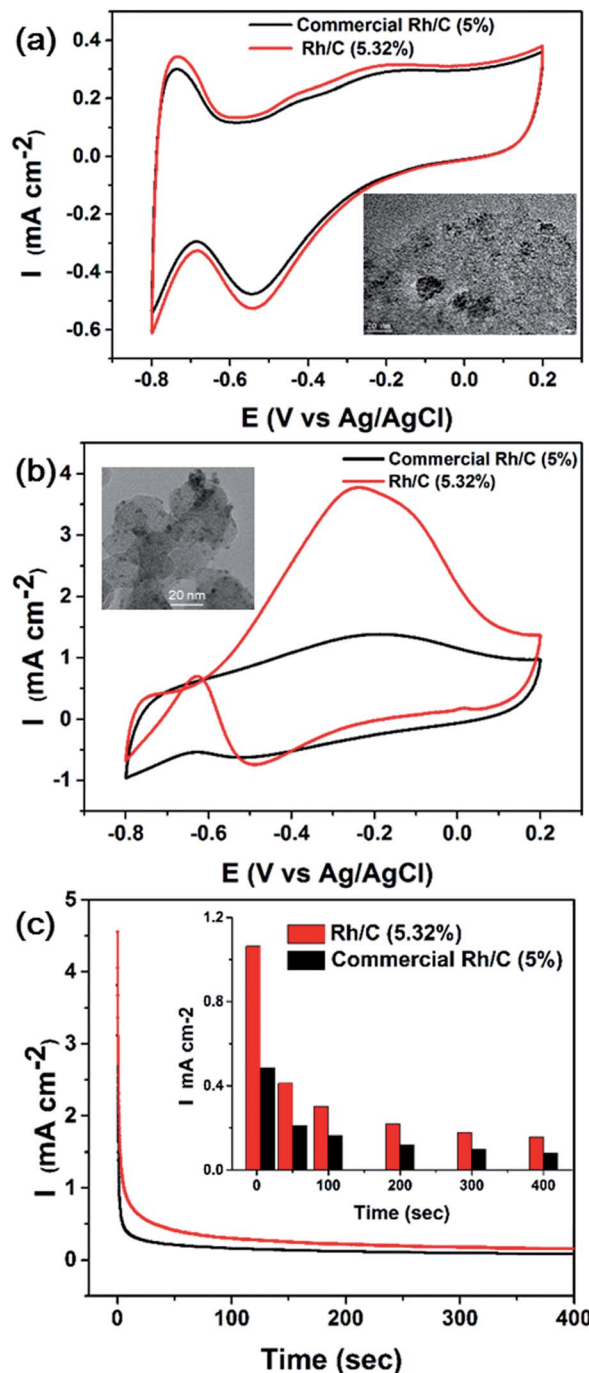 (a)
Commercial Rh/C (5%)
Rh/C (5.32%)
0.4
0.2
0.0
-0.2
-0.4
-0.6
I (mA cm-2)
-0.8 -0.6 -0.4 -0.2 0.0 0.2
E (V vs Ag/AgCl)
(b)
Commercial Rh/C (5%)
Rh/C (5.32%)
20 nm
4
3
2
1
0
-1
I (mA cm-2)
-0.8 -0.6 -0.4 -0.2 0.0 0.2
E (V vs Ag/AgCl)
(c)
5
4
3
2
1
0
I (mA cm-2)
Rh/C (5.32%)
Commercial Rh/C (5%)
1.2
0.8
0.4
0.0
I mA cm-2
0 100 200 300 400
Time (sec)
0 100 200 300 400
Time (sec)